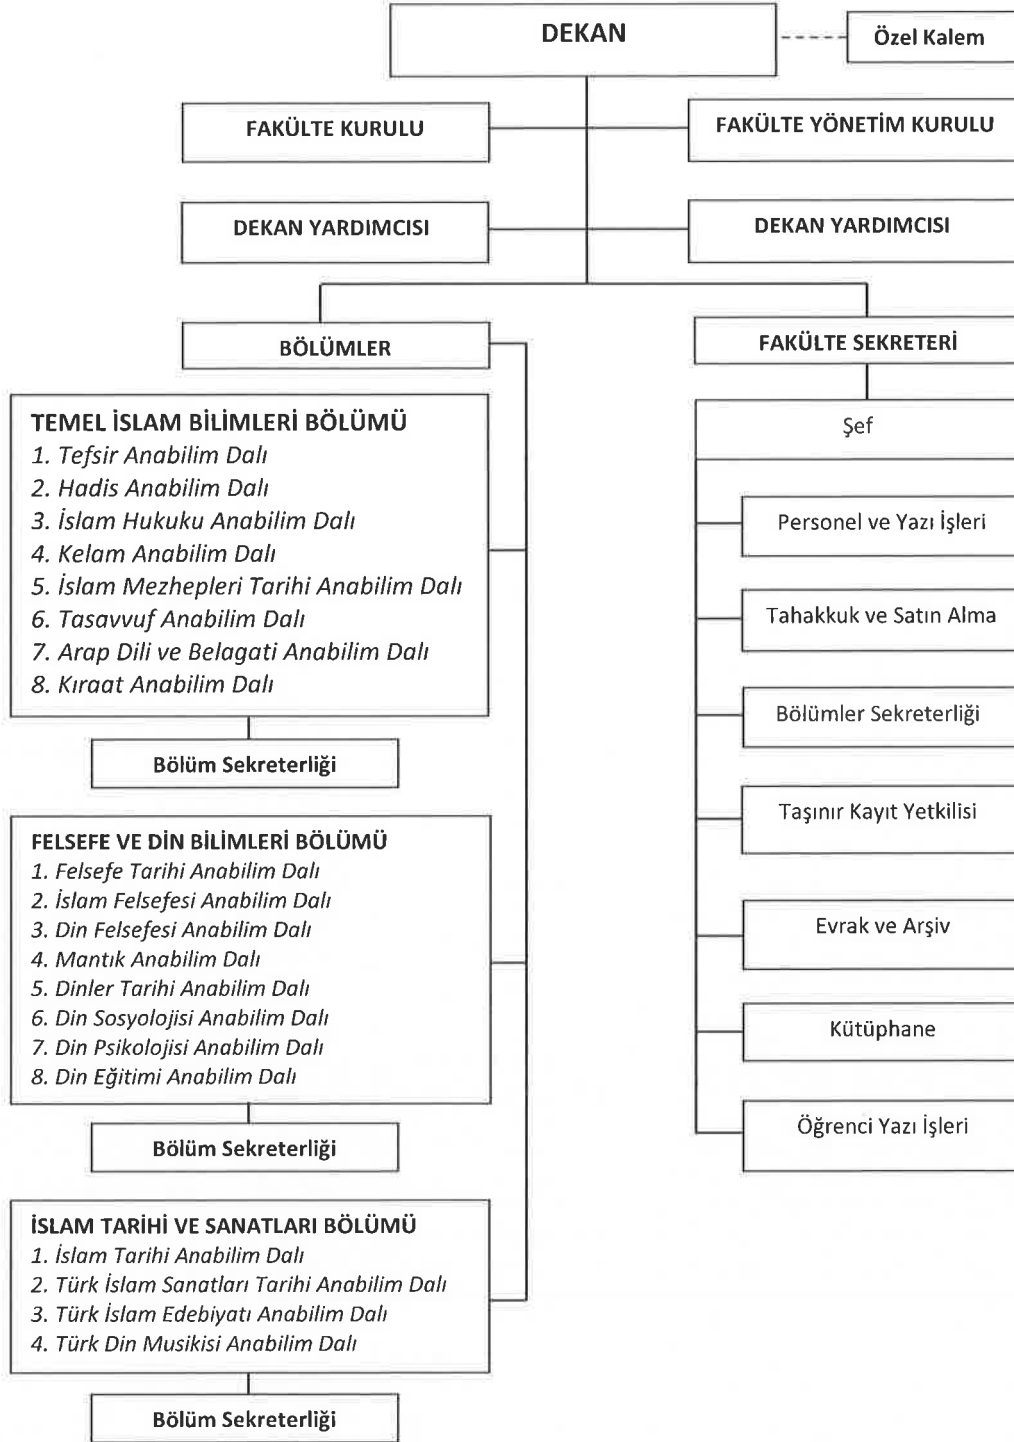 DEKAN
Özel Kalem
FAKÜLTE KURULU
FAKÜLTE YÖNETİM KURULU
DEKAN YARDIMCISI
DEKAN YARDIMCISI
BÖLÜMLER
FAKÜLTE SEKRETERİ
TEMEL İSLAM BİLİMLERİ BÖLÜMÜ
1. Tefsir Anabilim Dalı
2. Hadis Anabilim Dalı
3. İslam Hukuku Anabilim Dalı
4. Kelam Anabilim Dalı
5. İslam Mezhepleri Tarihi Anabilim Dalı
6. Tasavvuf Anabilim Dalı
7. Arap Dili ve Belagati Anabilim Dalı
8. Kıraat Anabilim Dalı
Bölüm Sekreterliği
FELSEFE VE DİN BİLİMLERİ BÖLÜMÜ
1. Felsefe Tarihi Anabilim Dalı
2. İslam Felsefesi Anabilim Dalı
3. Din Felsefesi Anabilim Dalı
4. Mantık Anabilim Dalı
5. Dinler Tarihi Anabilim Dalı
6. Din Sosyolojisi Anabilim Dalı
7. Din Psikolojisi Anabilim Dalı
8. Din Eğitimi Anabilim Dalı
Bölüm Sekreterliği
İSLAM TARİHİ VE SANATLARI BÖLÜMÜ
1. İslam Tarihi Anabilim Dalı
2. Türk İslam Sanatları Tarihi Anabilim Dalı
3. Türk İslam Edebiyatı Anabilim Dalı
4. Türk Din Musikisi Anabilim Dalı
Bölüm Sekreterliği
Şef
Personel ve Yazı İşleri
Tahakkuk ve Satın Alma
Bölümler Sekreterliği
Taşınır Kayıt Yetkilisi
Evrak ve Arşiv
Kütüphane
Öğrenci Yazı İşleri